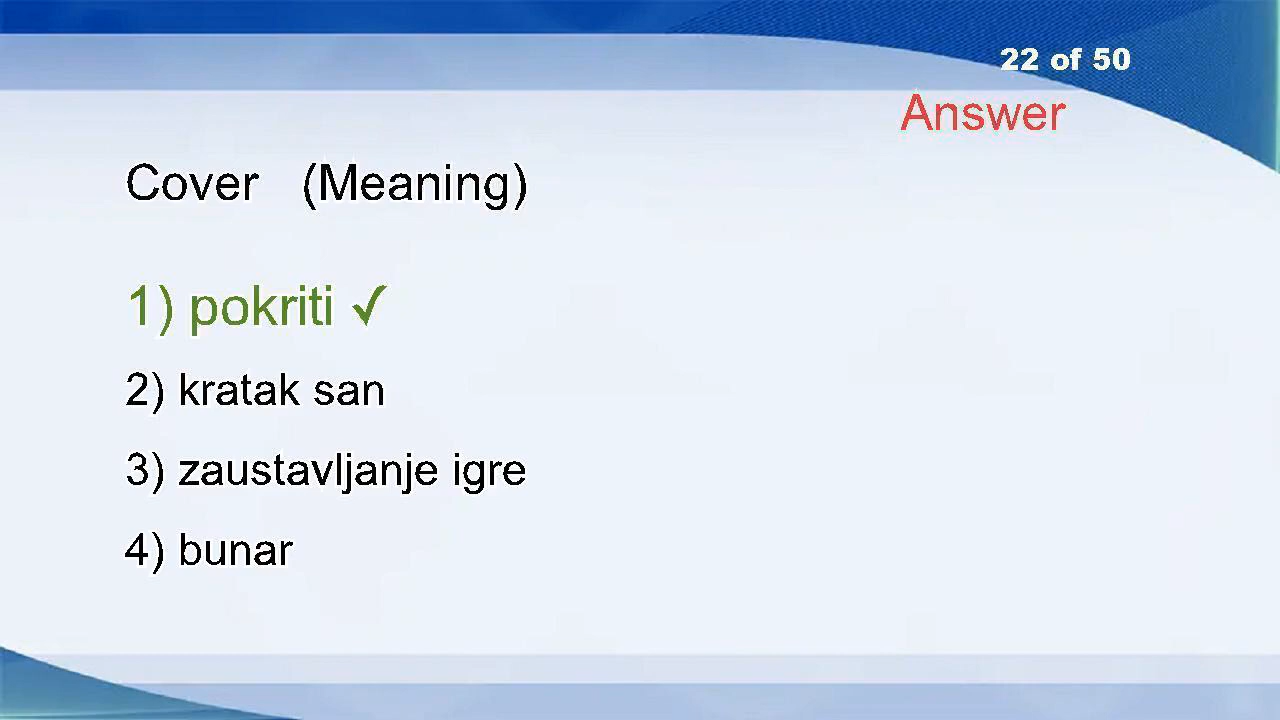 22 of 50
Answer
Cover (Meaning)
1) pokriti ✓
2) kratak san
3) zaustavljanje igre
4) bunar